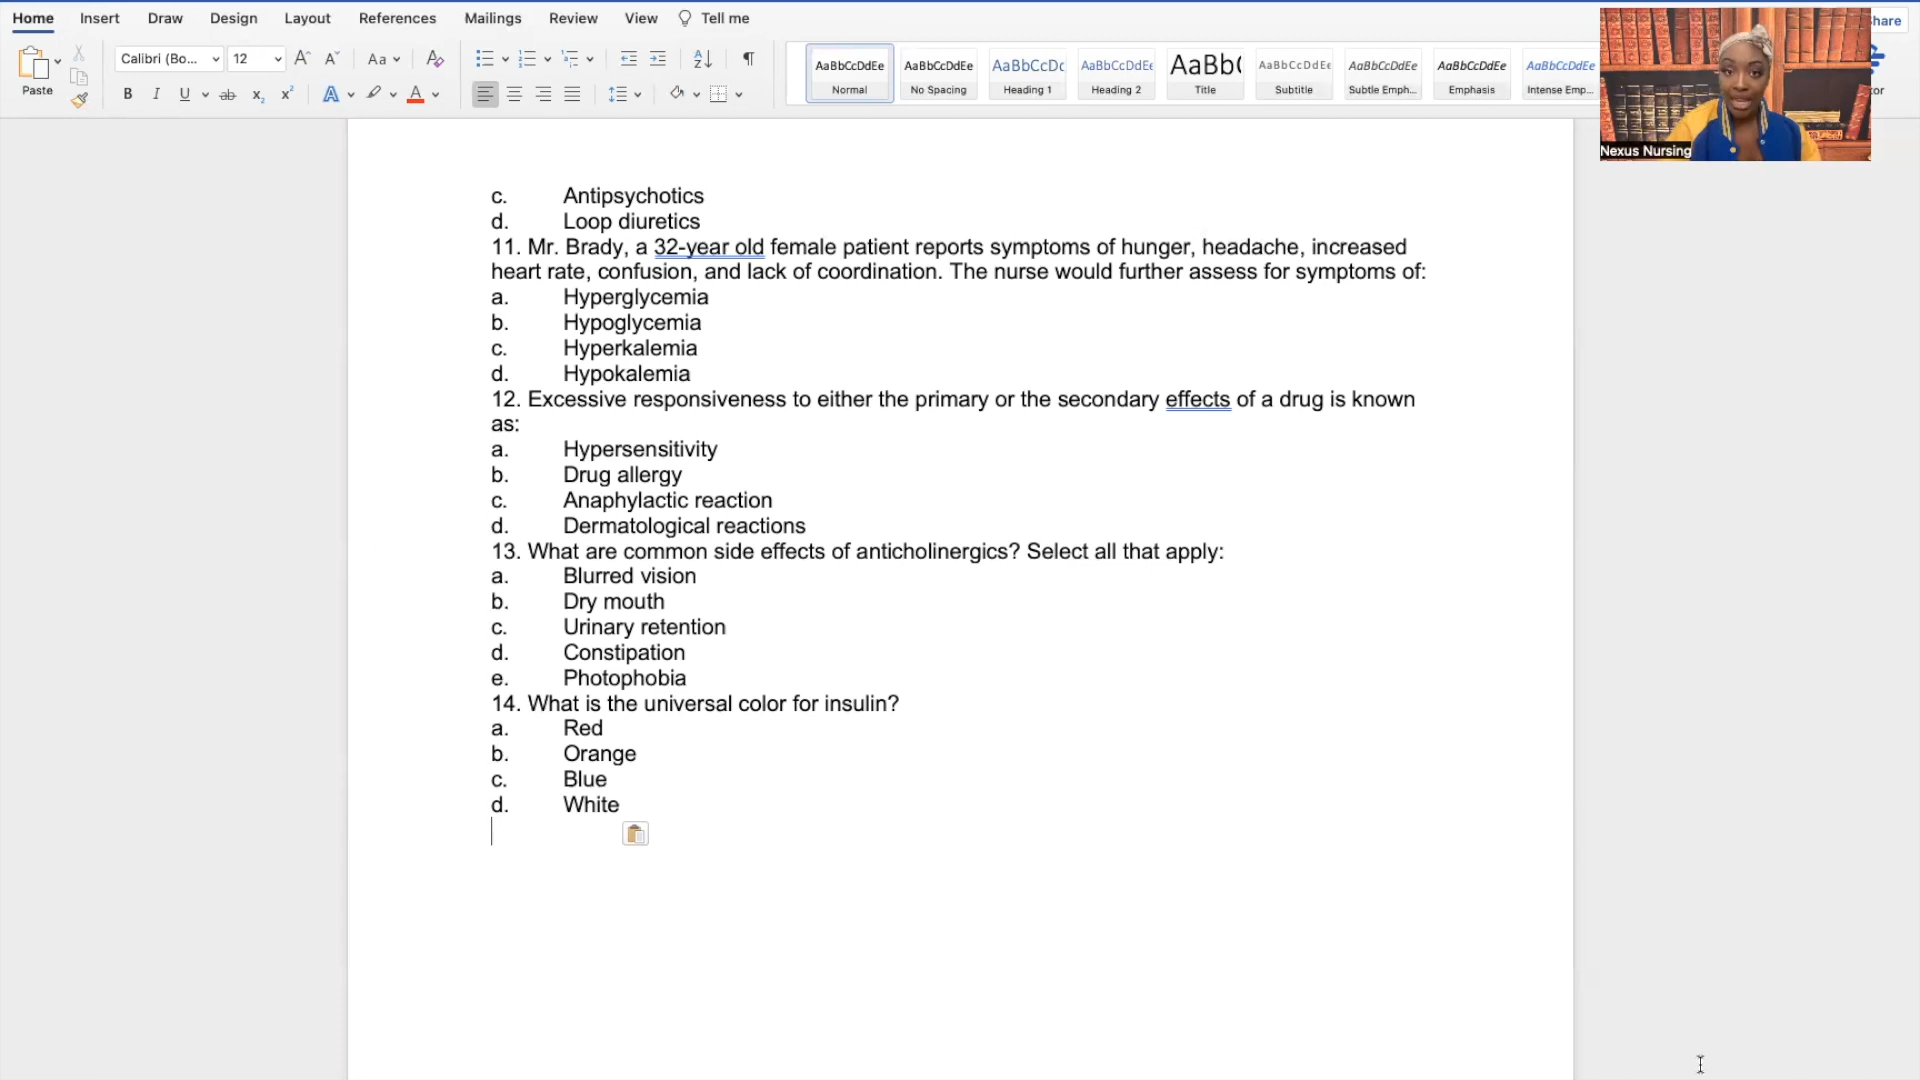 Home Insert Draw Design Layout References Mailings Review View Tell me
Share
Paste
Calibri (Bo... 12
Aa
B I U ab x₂ x² A A
AaBbCcDdEe AaBbCcDdEe AaBbCcDc AaBbCcDdEe AaBb( AaBbCcDdEe AaBbCcDdEe AaBbCcDdEe AaBbCcDdEe
Normal No Spacing Heading 1 Heading 2 Title Subtitle Subtle Emph... Emphasis Intense Emp...
Nexus Nursing
c. Antipsychotics
d. Loop diuretics
11. Mr. Brady, a 32-year old female patient reports symptoms of hunger, headache, increased
heart rate, confusion, and lack of coordination. The nurse would further assess for symptoms of:
a. Hyperglycemia
b. Hypoglycemia
c. Hyperkalemia
d. Hypokalemia
12. Excessive responsiveness to either the primary or the secondary effects of a drug is known
as:
a. Hypersensitivity
b. Drug allergy
c. Anaphylactic reaction
d. Dermatological reactions
13. What are common side effects of anticholinergics? Select all that apply:
a. Blurred vision
b. Dry mouth
c. Urinary retention
d. Constipation
e. Photophobia
14. What is the universal color for insulin?
a. Red
b. Orange
c. Blue
d. White